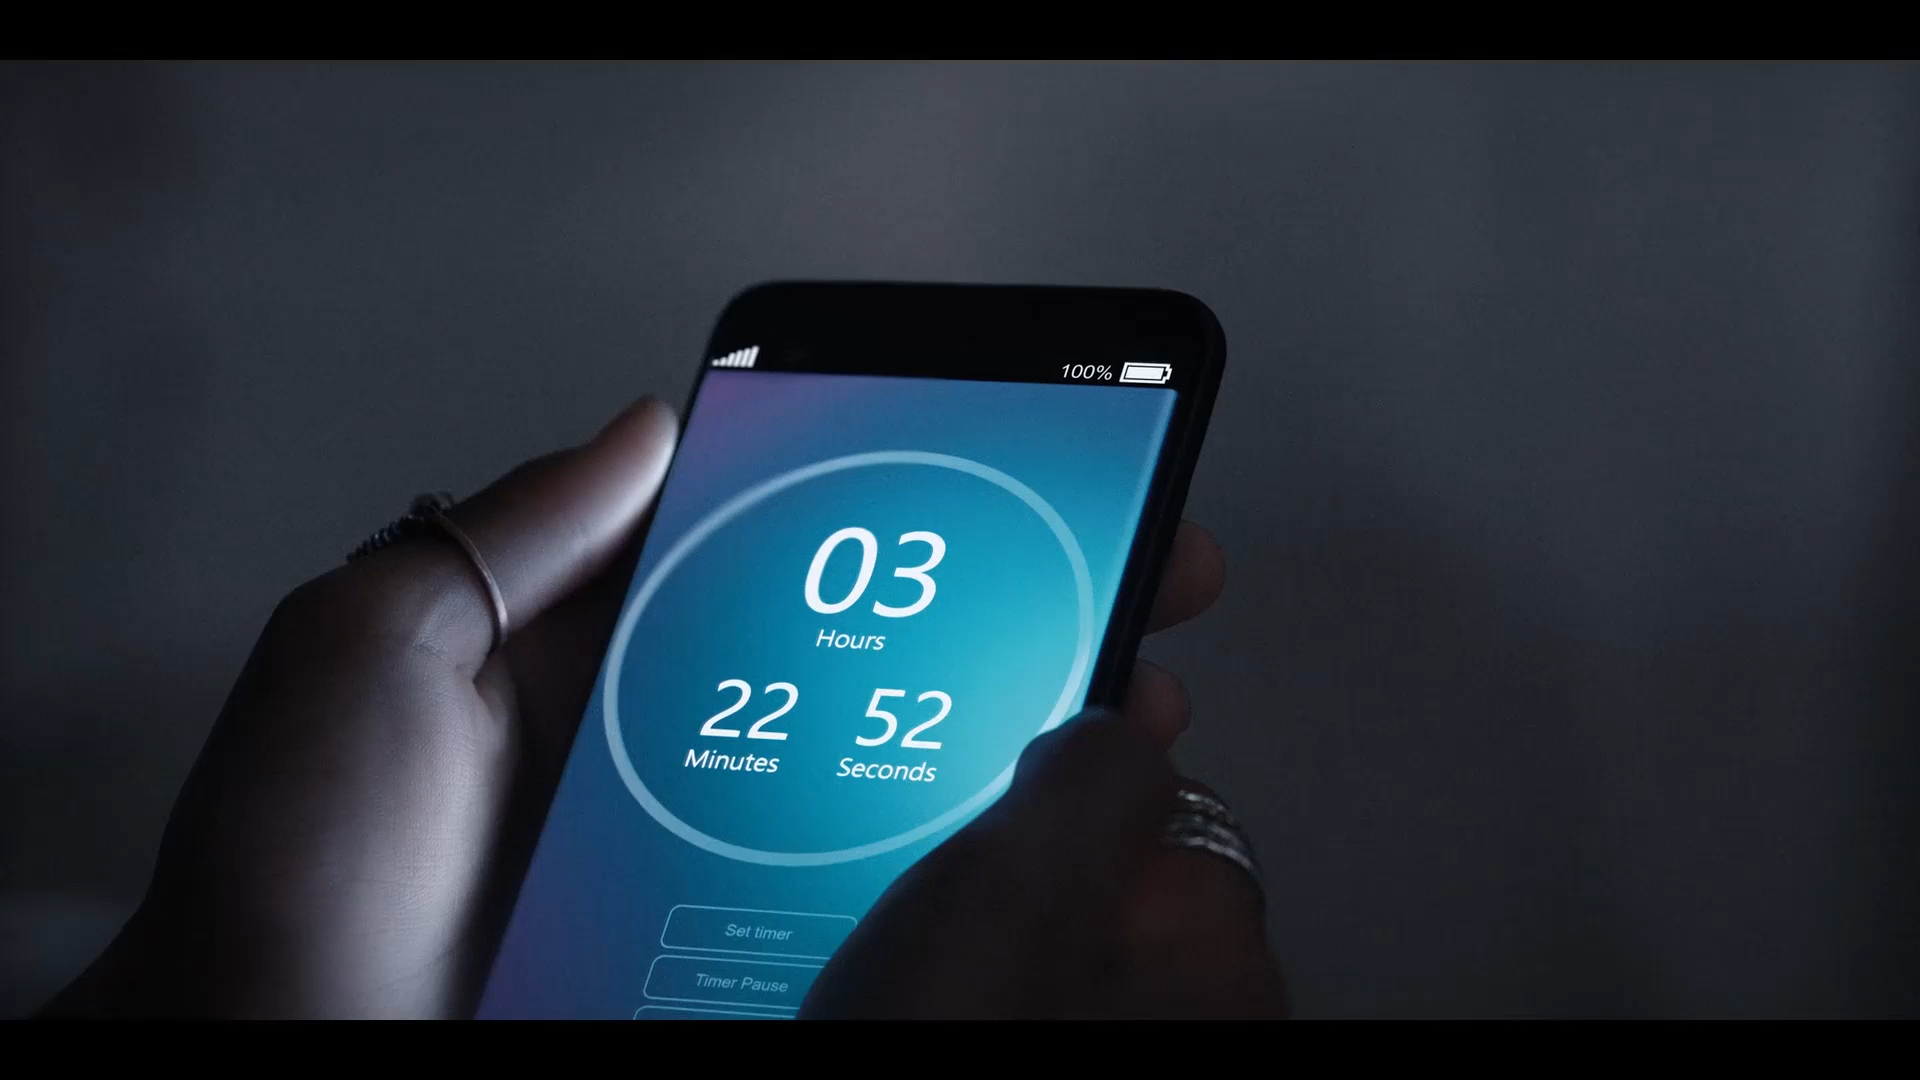 100%
03
Hours
22 52
Minutes Seconds
Set timer
Timer Pause